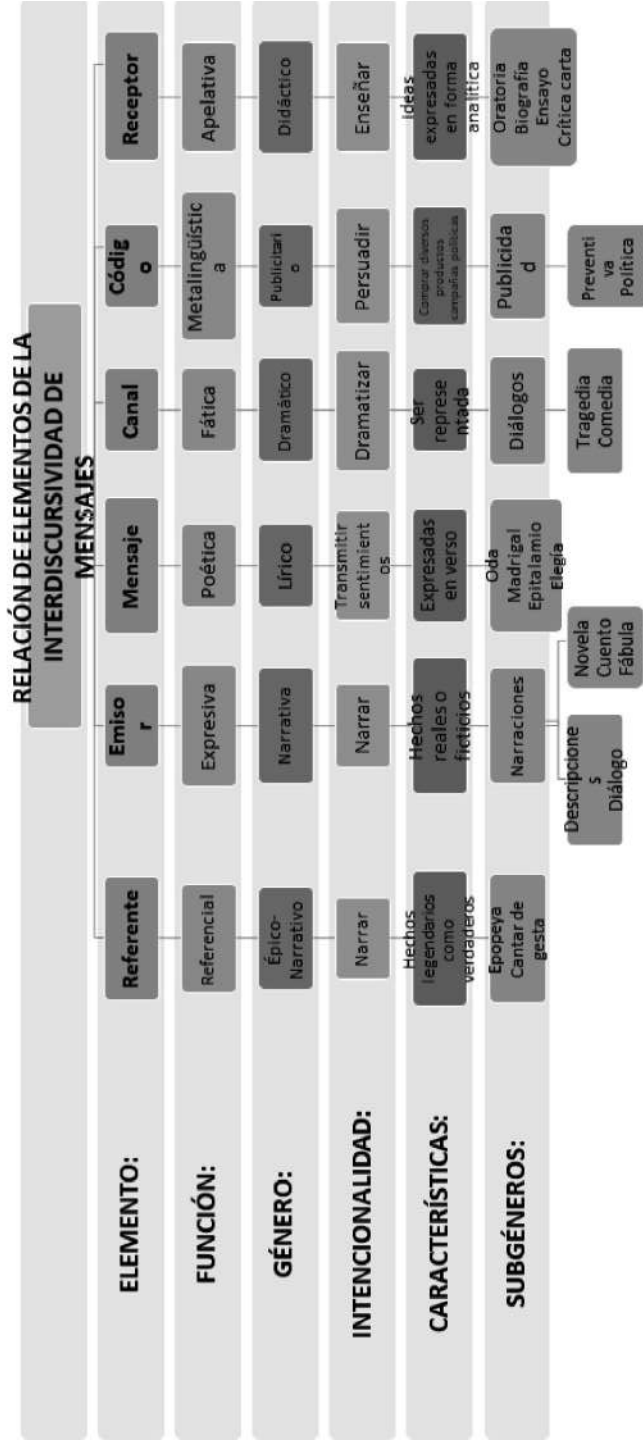 RELACIÓN DE ELEMENTOS DE LA
INTERDISCURSIVIDAD DE
MENSAJES
ELEMENTO:
Referente
Emiso
r
Mensaje
Canal
Códig
o
Receptor
FUNCIÓN:
Referencial
Expresiva
Poética
Fática
Metalingüístic
a
Apelativa
GÉNERO:
Épico-
Narrativo
Narrativa
Lírico
Dramático
Publicitari
o
Didáctico
INTENCIONALIDAD:
Narrar
Narrar
Transmitir
sentimient
os
Dramatizar
Persuadir
Enseñar
CARACTERÍSTICAS:
Hechos
legendarios
como
verdaderos
Hechos
reales o
ficticios
Expresadas
en verso
Ser
represe
ntada
Comprar diversos
productos
campañas políticas
Ideas
expresadas
en forma
analítica
SUBGÉNEROS:
Epopeya
Cantar de
gesta
Narraciones
Oda
Madrigal
Epitalamio
Elegía
Diálogos
Publicida
d
Oratoria
Biografía
Ensayo
Crítica carta
Descripcione
s
Diálogo
Novela
Cuento
Fábula
Tragedia
Comedia
Preventi
va
Política